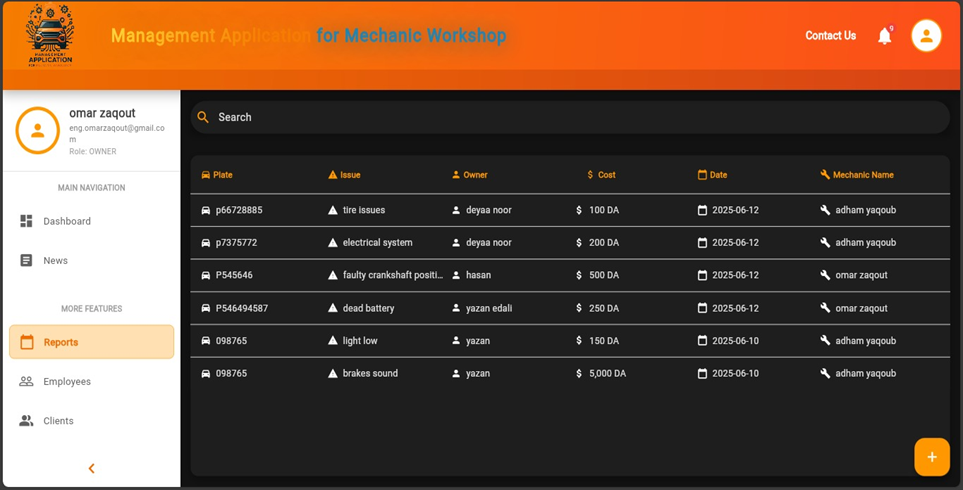 MANAGEMENT
APPLICATION
Management Application for Mechanic Workshop
Contact Us
9
omar zaqout
eng.omarzaqout@gmail.co
m
Role: OWNER
MAIN NAVIGATION
Dashboard
News
MORE FEATURES
Reports
Employees
Clients
Search
Plate Issue Owner $ Cost Date Mechanic Name
p66728885 tire issues deyaa noor $ 100 DA 2025-06-12 adham yaqoub
p7375772 electrical system deyaa noor $ 200 DA 2025-06-12 adham yaqoub
P545646 faulty crankshaft positi... hasan $ 500 DA 2025-06-12 omar zaqout
P546494587 dead battery yazan edali $ 250 DA 2025-06-12 omar zaqout
098765 light low yazan $ 150 DA 2025-06-10 adham yaqoub
098765 brakes sound yazan $ 5,000 DA 2025-06-10 adham yaqoub
+